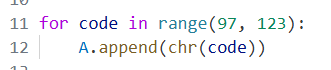 11 for code in range(97, 123):
12     A.append(chr(code))